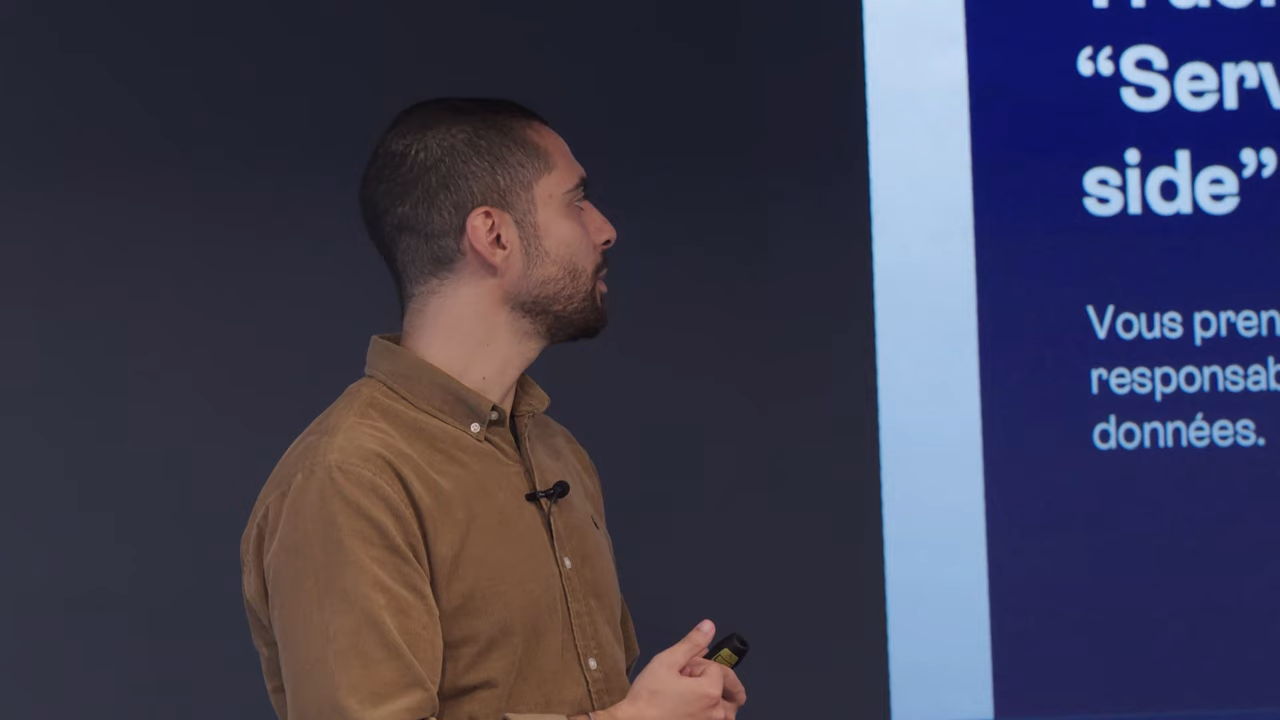 “Serv
side”
Vous pren
responsab
données.